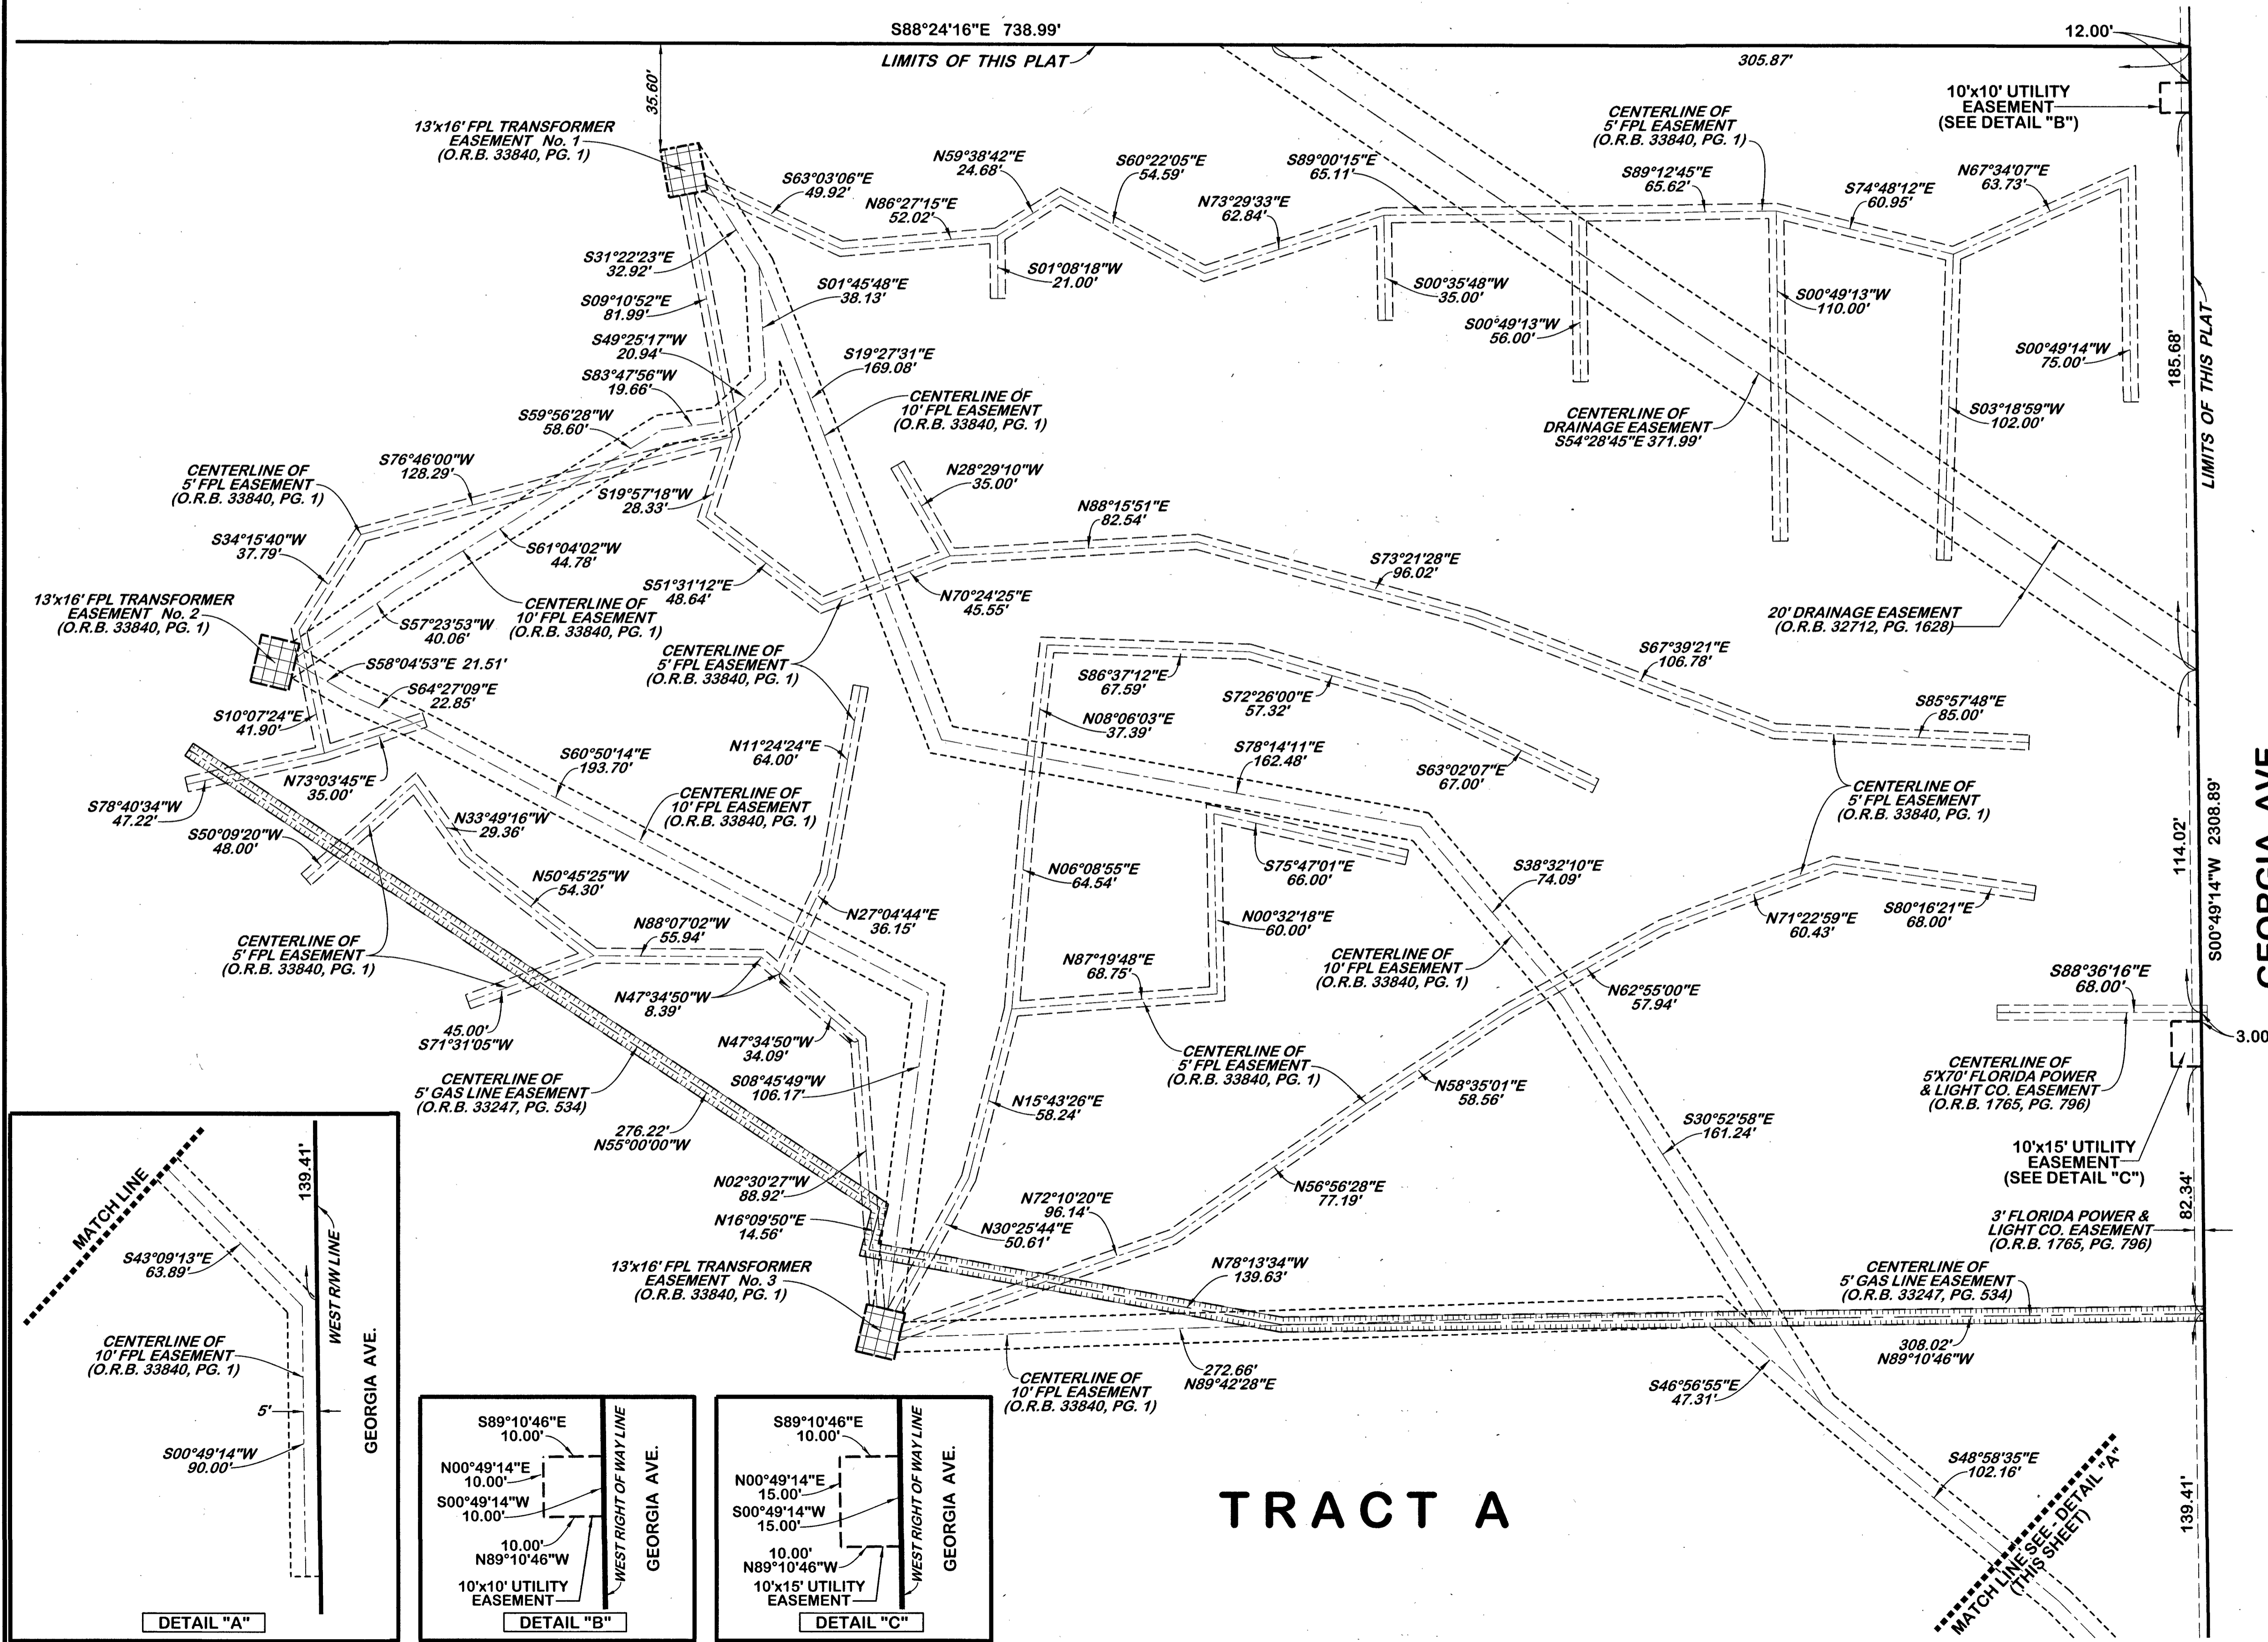 S88°24'16"E 738.99'
12.00'
LIMITS OF THIS PLAT
305.87'
35.60'
10'x10' UTILITY
EASEMENT
(SEE DETAIL "B")
13'x16' FPL TRANSFORMER
EASEMENT No. 1
(O.R.B. 33840, PG. 1)
CENTERLINE OF
5' FPL EASEMENT
(O.R.B. 33840, PG. 1)
S63°03'06"E
49.92'
N86°27'15"E
52.02'
N59°38'42"E
24.68'
S60°22'05"E
54.59'
N73°29'33"E
62.84'
S89°00'15"E
65.11'
S89°12'45"E
65.62'
S74°48'12"E
60.95'
N67°34'07"E
63.73'
S31°22'23"E
32.92'
S09°10'52"E
81.99'
S01°45'48"E
38.13'
S01°08'18"W
21.00'
S00°35'48"W
35.00'
S00°49'13"W
56.00'
S00°49'13"W
110.00'
S00°49'14"W
75.00'
S03°18'59"W
102.00'
185.68'
LIMITS OF THIS PLAT
S49°25'17"W
20.94'
S83°47'56"W
19.66'
S59°56'28"W
58.60'
S19°27'31"E
169.08'
CENTERLINE OF
10' FPL EASEMENT
(O.R.B. 33840, PG. 1)
CENTERLINE OF
DRAINAGE EASEMENT
S54°28'45"E 371.99'
CENTERLINE OF
5' FPL EASEMENT
(O.R.B. 33840, PG. 1)
S76°46'00"W
128.29'
S19°57'18"W
28.33'
N28°29'10"W
35.00'
N88°15'51"E
82.54'
S73°21'28"E
96.02'
S34°15'40"W
37.79'
S61°04'02"W
44.78'
S51°31'12"E
48.64'
N70°24'25"E
45.55'
13'x16' FPL TRANSFORMER
EASEMENT No. 2
(O.R.B. 33840, PG. 1)
CENTERLINE OF
10' FPL EASEMENT
(O.R.B. 33840, PG. 1)
S57°23'53"W
40.06'
20' DRAINAGE EASEMENT
(O.R.B. 32712, PG. 1628)
S58°04'53"E 21.51'
S64°27'09"E
22.85'
CENTERLINE OF
5' FPL EASEMENT
(O.R.B. 33840, PG. 1)
S86°37'12"E
67.59'
S72°26'00"E
57.32'
S67°39'21"E
106.78'
S85°57'48"E
85.00'
S10°07'24"E
41.90'
N08°06'03"E
37.39'
S78°14'11"E
162.48'
S63°02'07"E
67.00'
N11°24'24"E
64.00'
S60°50'14"E
193.70'
N73°03'45"E
35.00'
S78°40'34"W
47.22'
S50°09'20"W
48.00'
CENTERLINE OF
10' FPL EASEMENT
(O.R.B. 33840, PG. 1)
CENTERLINE OF
5' FPL EASEMENT
(O.R.B. 33840, PG. 1)
N33°49'16"W
29.36'
114.02'
S00°49'14"W 2308.89'
GEORGIA AVE
N50°45'25"W
54.30'
N06°08'55"E
64.54'
S75°47'01"E
66.00'
S38°32'10"E
74.09'
N71°22'59"E
60.43'
S80°16'21"E
68.00'
N27°04'44"E
36.15'
N88°07'02"W
55.94'
N00°32'18"E
60.00'
CENTERLINE OF
5' FPL EASEMENT
(O.R.B. 33840, PG. 1)
CENTERLINE OF
10' FPL EASEMENT
(O.R.B. 33840, PG. 1)
N87°19'48"E
68.75'
N62°55'00"E
57.94'
S88°36'16"E
68.00'
3.00
N47°34'50"W
8.39'
45.00'
S71°31'05"W
N47°34'50"W
34.09'
CENTERLINE OF
5' GAS LINE EASEMENT
(O.R.B. 33247, PG. 534)
S08°45'49"W
106.17'
CENTERLINE OF
5' FPL EASEMENT
(O.R.B. 33840, PG. 1)
CENTERLINE OF
5'X70' FLORIDA POWER
& LIGHT CO. EASEMENT
(O.R.B. 1765, PG. 796)
N58°35'01"E
58.56'
N15°43'26"E
58.24'
S30°52'58"E
161.24'
276.22'
N55°00'00"W
10'x15' UTILITY
EASEMENT
(SEE DETAIL "C")
N02°30'27"W
88.92'
N56°56'28"E
77.19'
N72°10'20"E
96.14'
82.34'
N16°09'50"E
14.56'
N30°25'44"E
50.61'
3' FLORIDA POWER &
LIGHT CO. EASEMENT
(O.R.B. 1765, PG. 796)
13'x16' FPL TRANSFORMER
EASEMENT No. 3
(O.R.B. 33840, PG. 1)
N78°13'34"W
139.63'
CENTERLINE OF
5' GAS LINE EASEMENT
(O.R.B. 33247, PG. 534)
308.02'
N89°10'46"W
272.66'
N89°42'28"E
CENTERLINE OF
10' FPL EASEMENT
(O.R.B. 33840, PG. 1)
S46°56'55"E
47.31'
S48°58'35"E
102.16'
139.41'
MATCH LINE SEE - DETAIL "A"
(THIS SHEET)
TRACT A
MATCH LINE
139.41'
WEST R/W LINE
S43°09'13"E
63.89'
CENTERLINE OF
10' FPL EASEMENT
(O.R.B. 33840, PG. 1)
5'
GEORGIA AVE.
S00°49'14"W
90.00'
DETAIL "A"
S89°10'46"E
10.00'
N00°49'14"E
10.00'
S00°49'14"W
10.00'
10.00'
N89°10'46"W
10'x10' UTILITY
EASEMENT
WEST RIGHT OF WAY LINE
GEORGIA AVE.
DETAIL "B"
S89°10'46"E
10.00'
N00°49'14"E
15.00'
S00°49'14"W
15.00'
10.00'
N89°10'46"W
10'x15' UTILITY
EASEMENT
WEST RIGHT OF WAY LINE
GEORGIA AVE.
DETAIL "C"